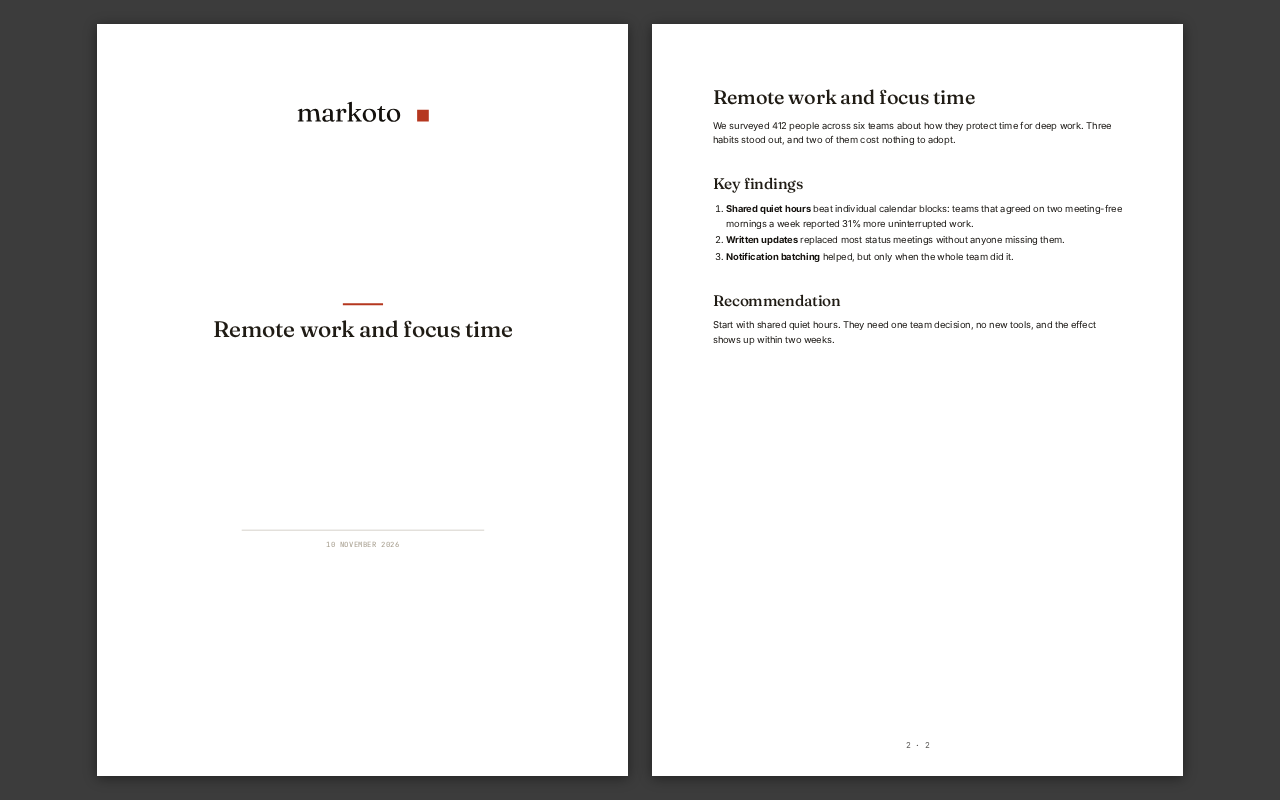 markoto
Remote work and focus time
10 NOVEMBER 2026
Remote work and focus time
We surveyed 412 people across six teams about how they protect time for deep work. Three
habits stood out, and two of them cost nothing to adopt.
Key findings
1. Shared quiet hours beat individual calendar blocks: teams that agreed on two meeting-free
mornings a week reported 31% more uninterrupted work.
2. Written updates replaced most status meetings without anyone missing them.
3. Notification batching helped, but only when the whole team did it.
Recommendation
Start with shared quiet hours. They need one team decision, no new tools, and the effect
shows up within two weeks.
2 · 2